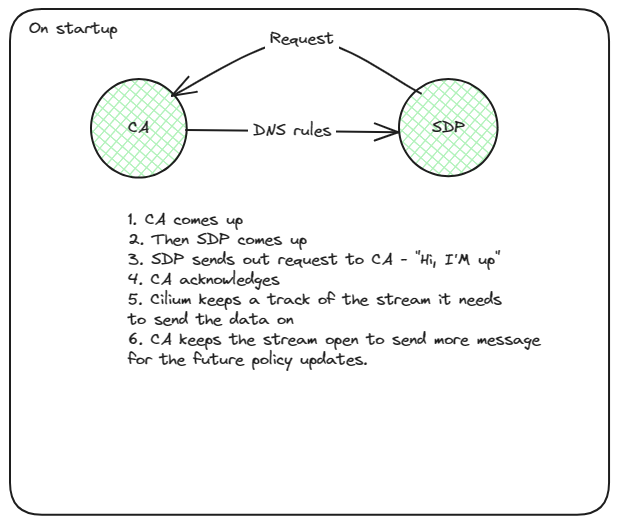 On startup
Request
CA
DNS rules
SDP
1. CA comes up
2. Then SDP comes up
3. SDP sends out request to CA - "Hi, I'M up"
4. CA acknowledges
5. Cilium keeps a track of the stream it needs
to send the data on
6. CA keeps the stream open to send more message
for the future policy updates.